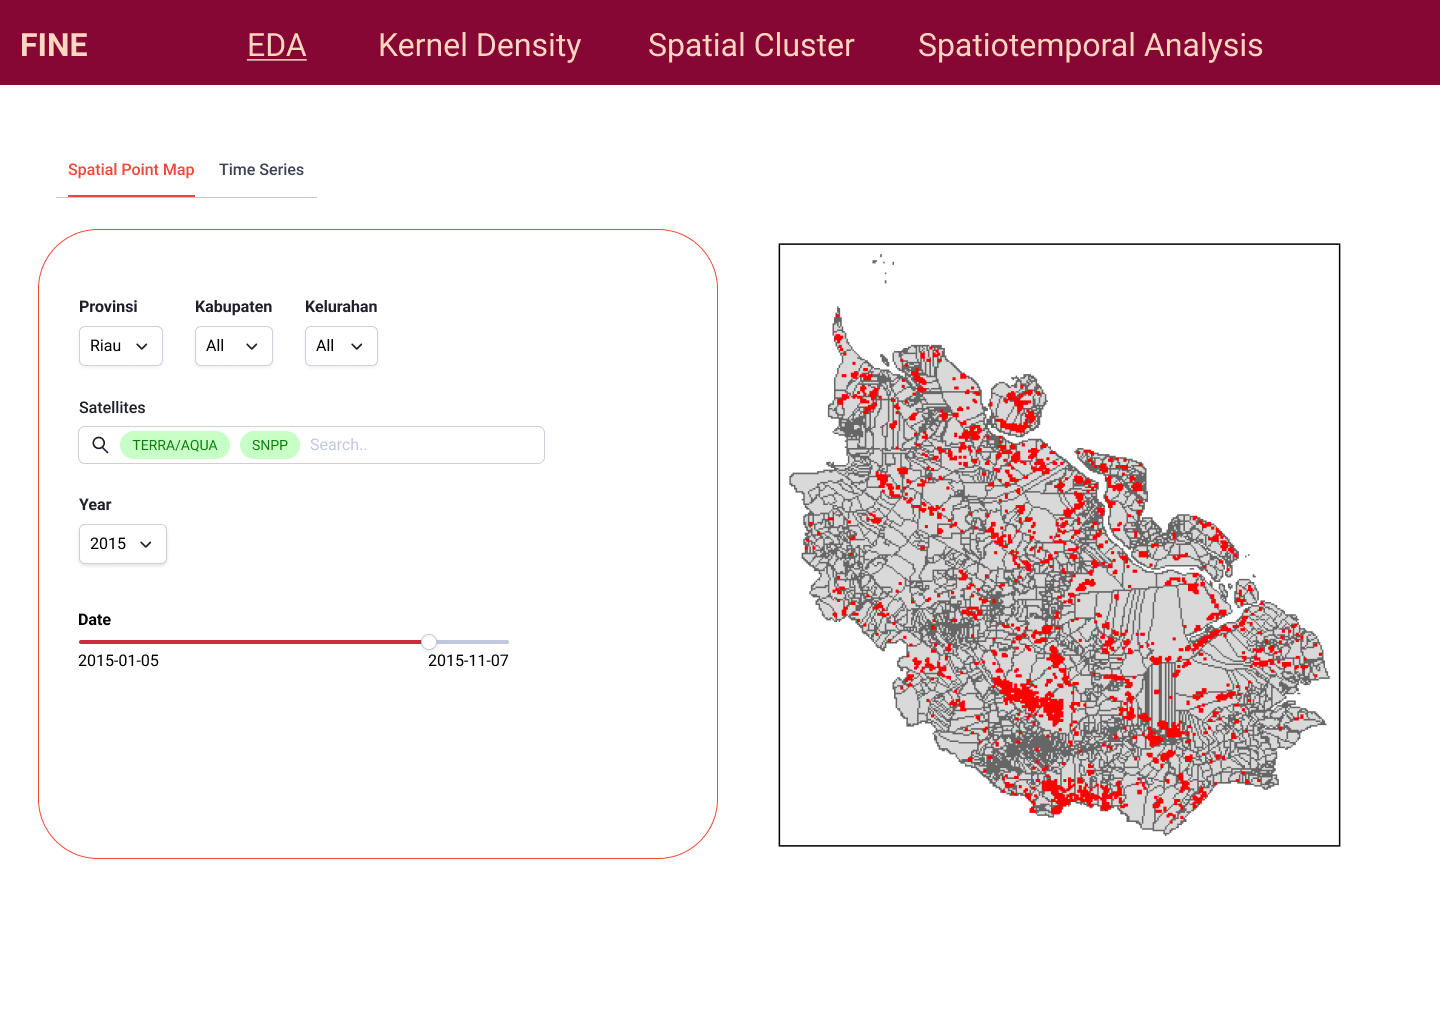 FINE EDA Kernel Density Spatial Cluster Spatiotemporal Analysis
Spatial Point Map Time Series
Provinsi Kabupaten Kelurahan
Riau All All
Satellites
TERRA/AQUA SNPP Search..
Year
2015
Date
2015-01-05 2015-11-07